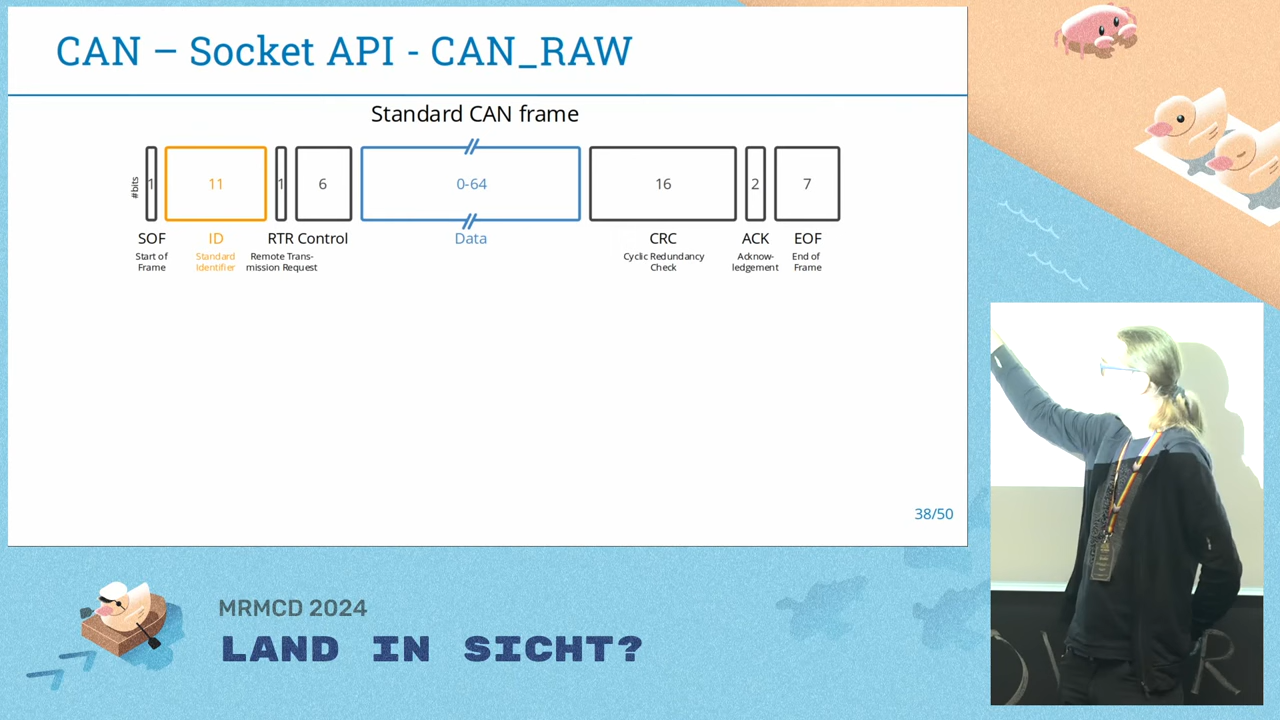 CAN – Socket API - CAN_RAW
Standard CAN frame
#bits
1 11 1 6 0-64 16 2 7
SOF ID RTR Control Data CRC ACK EOF
Start of Frame
Standard Identifier
Remote Trans-mission Request
Cyclic Redundancy Check
Acknow-ledgement
End of Frame
38/50
MRMCD 2024
LAND IN SICHT?